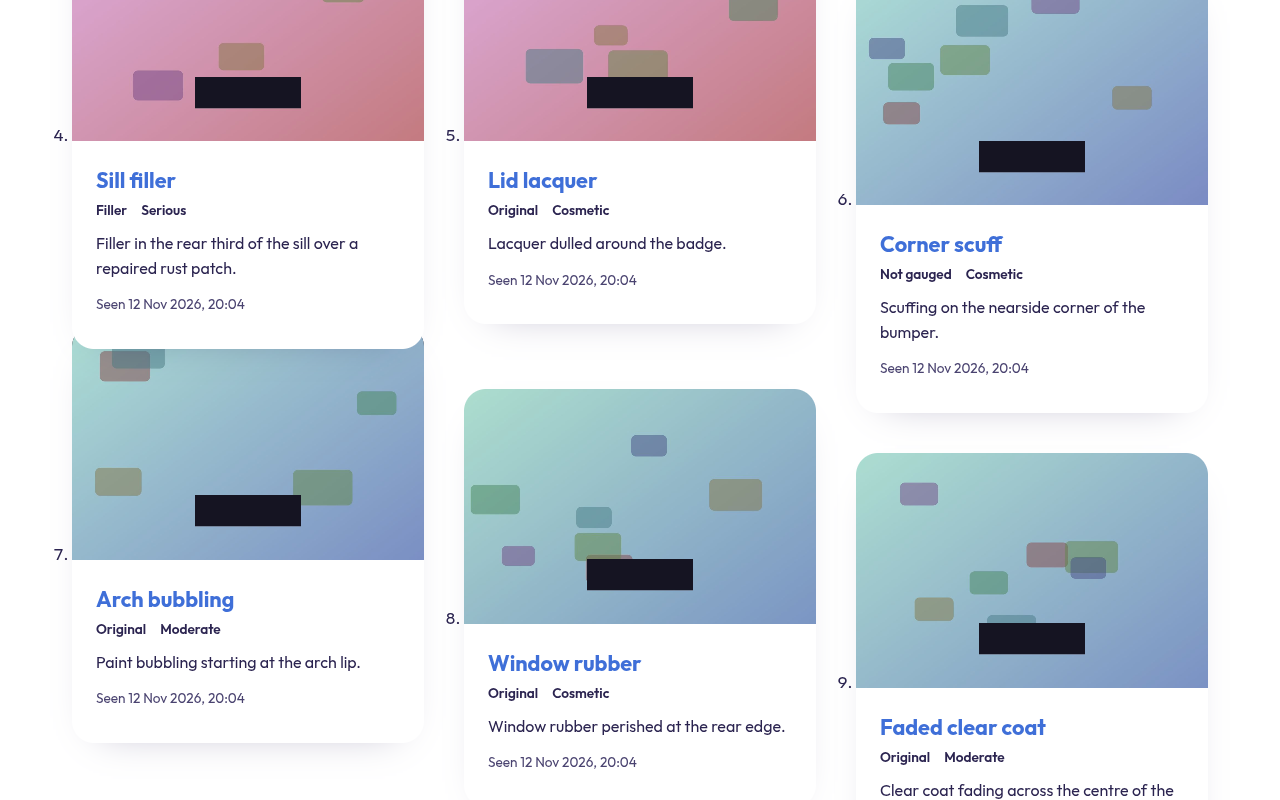 4.
Sill filler
Filler Serious
Filler in the rear third of the sill over a
repaired rust patch.
Seen 12 Nov 2026, 20:04
5.
Lid lacquer
Original Cosmetic
Lacquer dulled around the badge.
Seen 12 Nov 2026, 20:04
6.
Corner scuff
Not gauged Cosmetic
Scuffing on the nearside corner of the
bumper.
Seen 12 Nov 2026, 20:04
7.
Arch bubbling
Original Moderate
Paint bubbling starting at the arch lip.
Seen 12 Nov 2026, 20:04
8.
Window rubber
Original Cosmetic
Window rubber perished at the rear edge.
Seen 12 Nov 2026, 20:04
9.
Faded clear coat
Original Moderate
Clear coat fading across the centre of the